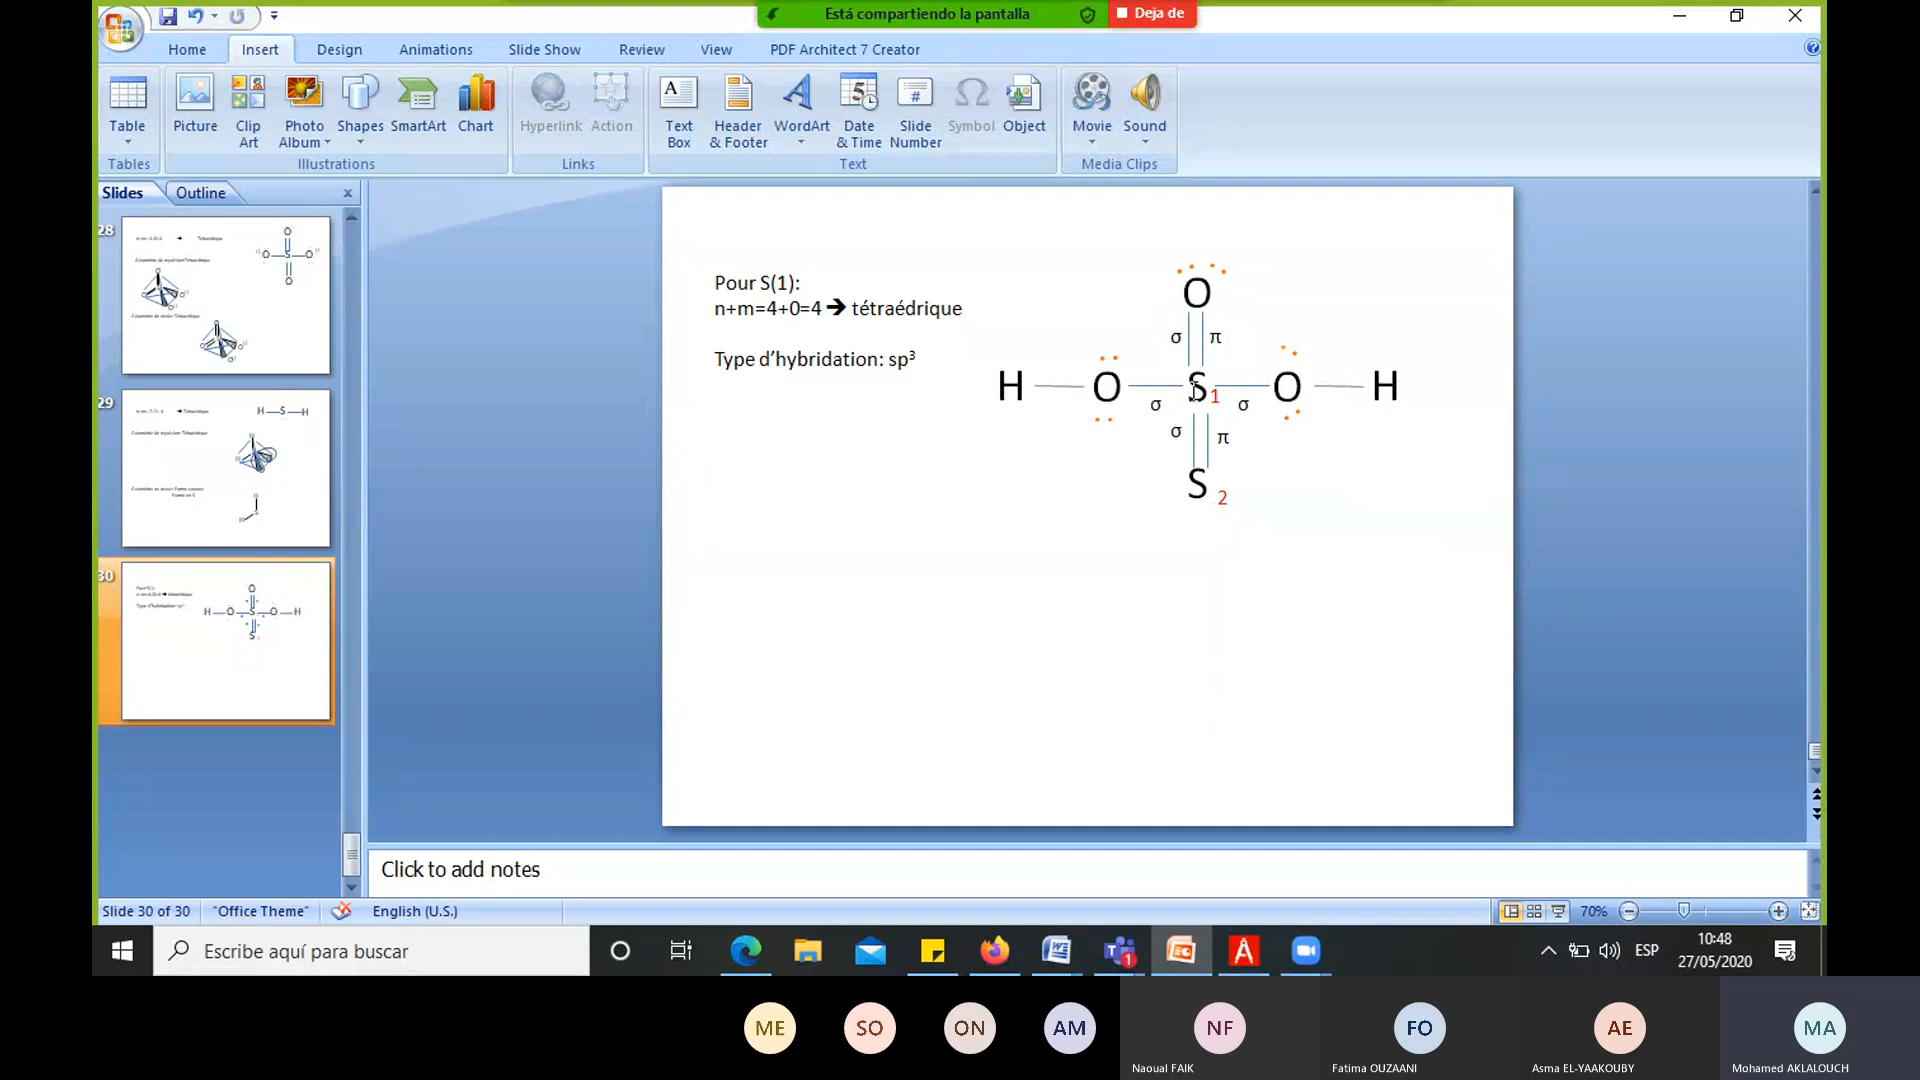 Está compartiendo la pantalla
Deja de
Home Insert Design Animations Slide Show Review View PDF Architect 7 Creator
Table Picture Clip Art Photo Album Shapes SmartArt Chart Hyperlink Action Text Box Header & Footer WordArt Date & Time Slide Number Symbol Object Movie Sound
Tables Illustrations Links Text Media Clips
Slides Outline
28
29
H S H
30
H O S O H
Pour S(1):
n+m=4+0=4 ➔ tétraédrique
Type d’hybridation: sp³
O
σ π
H O S 1 O H
σ σ
σ π
S 2
Click to add notes
Slide 30 of 30 "Office Theme" English (U.S.) 70%
Escribe aquí para buscar
ESP
10:48
27/05/2020
ME SO ON AM NF FO AE MA
Naoual FAIK Fatima OUZAANI Asma EL-YAAKOUBY Mohamed AKLALOUCH